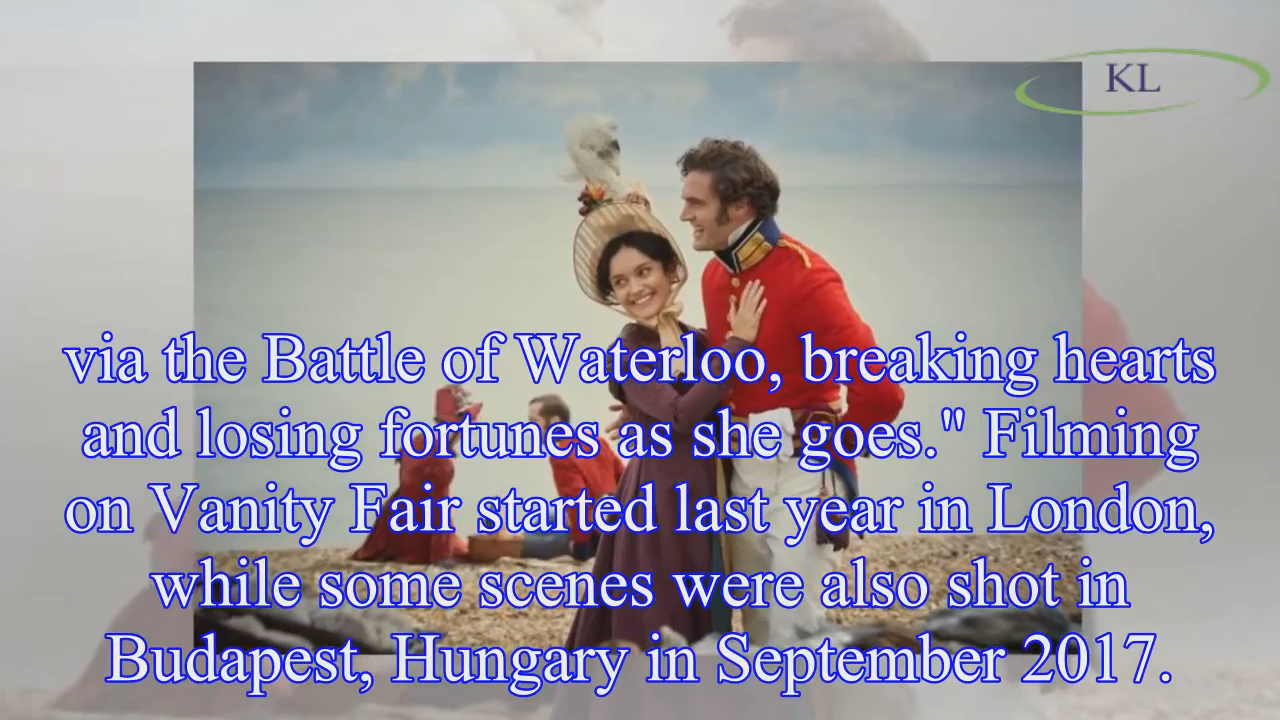 KL
via the Battle of Waterloo, breaking hearts
and losing fortunes as she goes." Filming
on Vanity Fair started last year in London,
while some scenes were also shot in
Budapest, Hungary in September 2017.